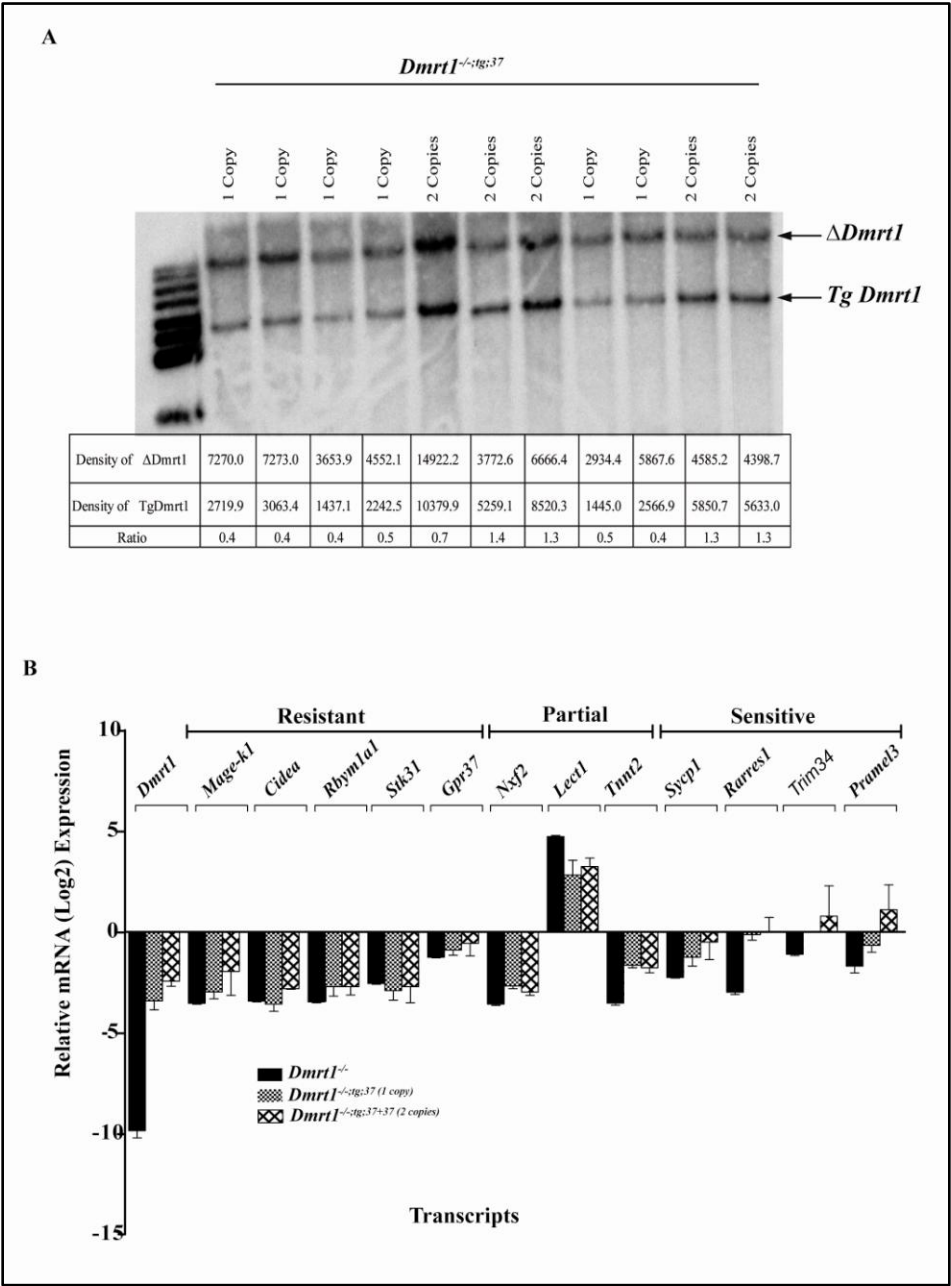 A
Dmrt1-/-;tg;37
1 Copy 1 Copy 1 Copy 1 Copy 2 Copies 2 Copies 2 Copies 1 Copy 1 Copy 2 Copies 2 Copies
ΔDmrt1
Tg Dmrt1
Density of ΔDmrt1 7270.0 7273.0 3653.9 4552.1 14922.2 3772.6 6666.4 2934.4 5867.6 4585.2 4398.7
Density of TgDmrt1 2719.9 3063.4 1437.1 2242.5 10379.9 5259.1 8520.3 1445.0 2566.9 5850.7 5633.0
Ratio 0.4 0.4 0.4 0.5 0.7 1.4 1.3 0.5 0.4 1.3 1.3
B
Resistant Partial Sensitive
Dmrt1 Mage-k1 Cidea Rbym1a1 Stk31 Gpr37 Nxf2 Lect1 Tnnt2 Sycp1 Rarres1 Trim34 Pramel3
Relative mRNA (Log2) Expression
10
5
0
-5
-10
-15
Dmrt1-/-
Dmrt1-/-;tg;37 (1 copy)
Dmrt1-/-;tg;37+37 (2 copies)
Transcripts